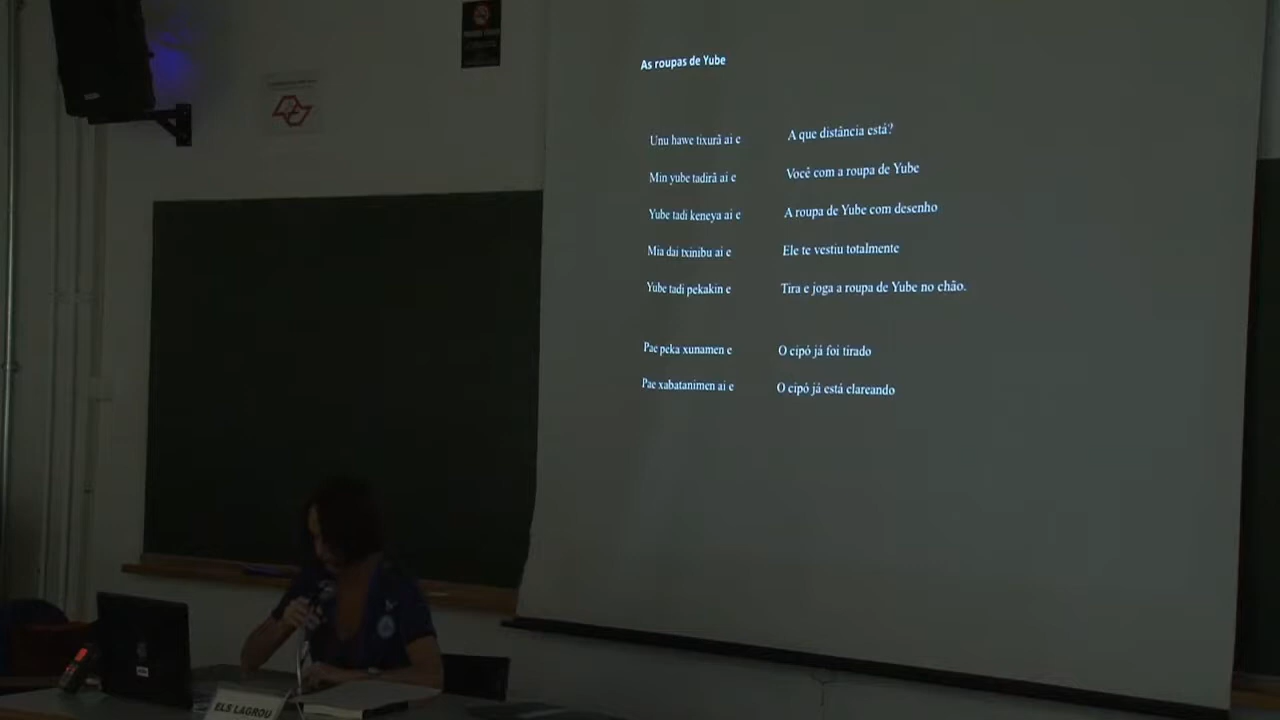 As roupas de Yube
Unu hawe tixurã ai e
A que distância está?
Min yube tadirã ai e
Você com a roupa de Yube
Yube tadi keneya ai e
A roupa de Yube com desenho
Mia dai txinibu ai e
Ele te vestiu totalmente
Yube tadi pekakin e
Tira e joga a roupa de Yube no chão.
Pae peka xunamen e
O cipó já foi tirado
Pae xabatanimen ai e
O cipó já está clareando
ELS LAGROU